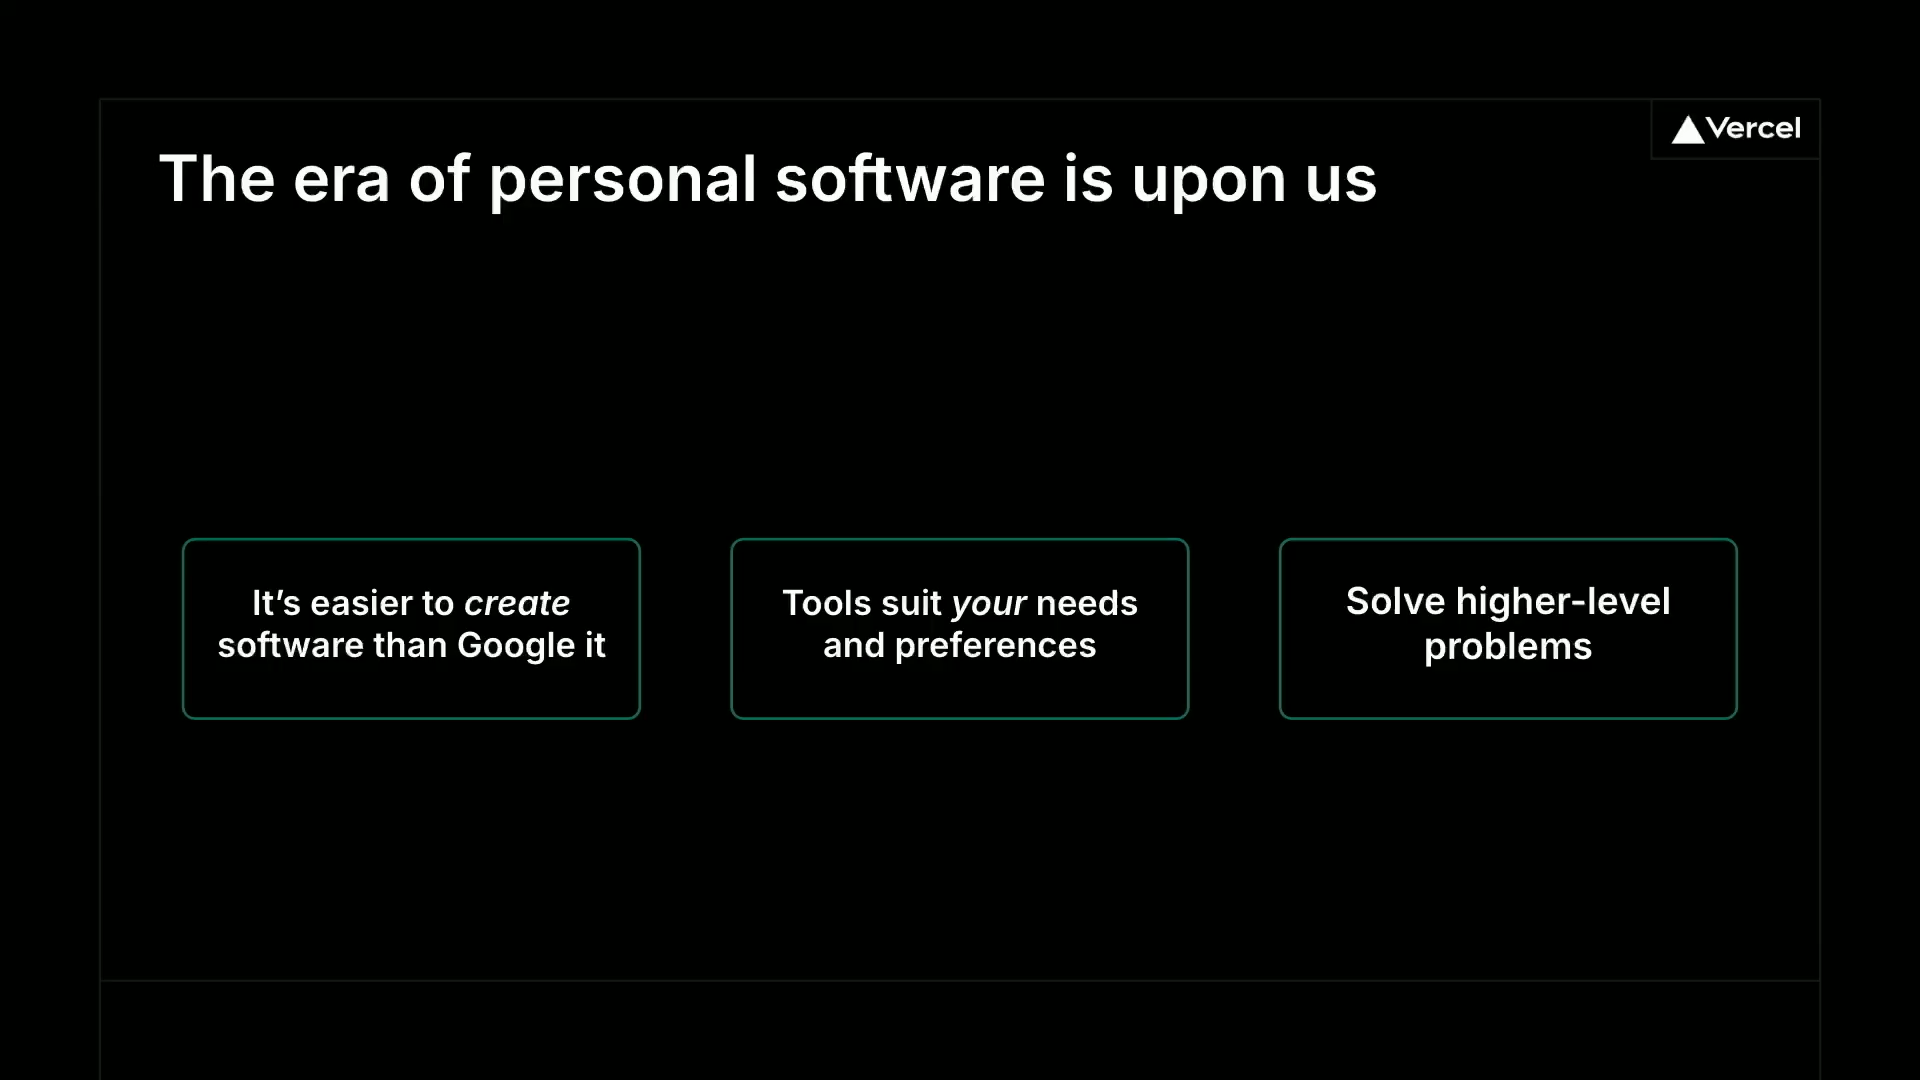 Vercel
The era of personal software is upon us
It’s easier to create
software than Google it
Tools suit your needs
and preferences
Solve higher-level
problems